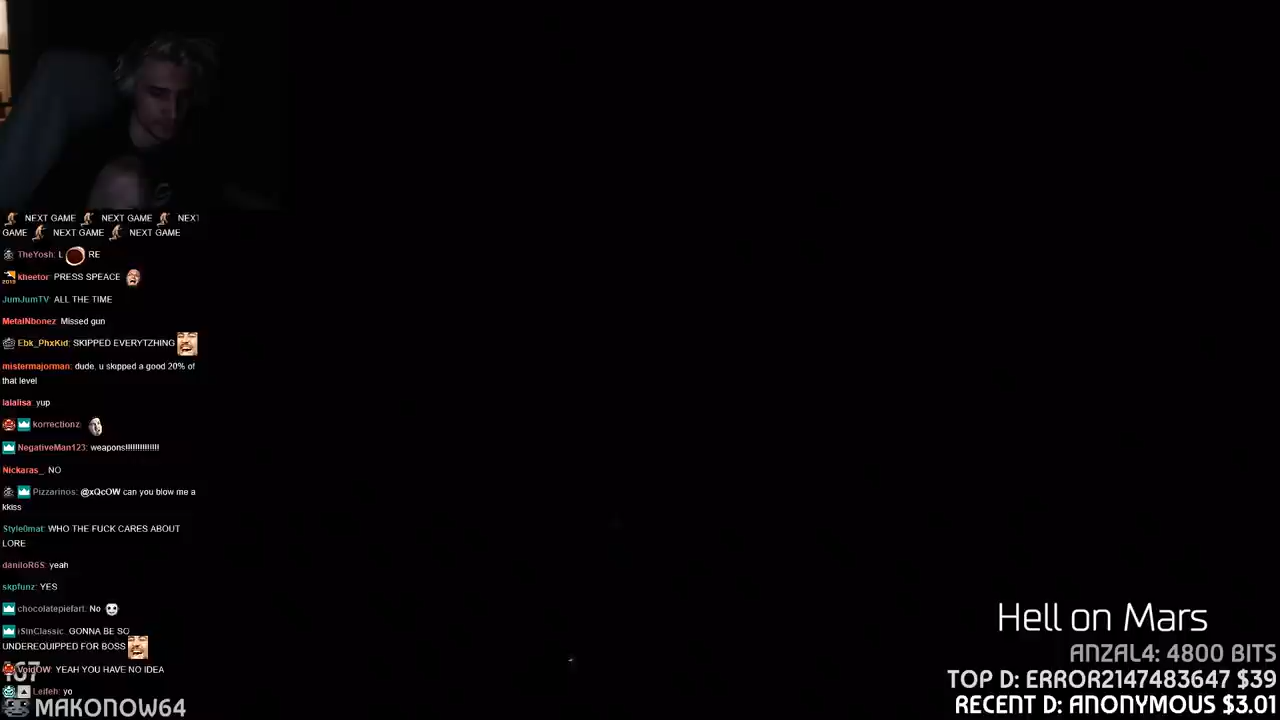 NEXT GAME NEXT GAME NEXT
GAME NEXT GAME NEXT GAME
TheYosh: L RE
kheetor: PRESS SPEACE
JumJumTV: ALL THE TIME
MetalNbonez: Missed gun
Ebk_PhxKid: SKIPPED EVERYTZHING
mistermajorman: dude, u skipped a good 20% of
that level
lalalisa: yup
korrectionz:
NegativeMan123: weapons!!!!!!!!!!!!!!!
Nickaras_: NO
Pizzarinos: @xQcOW can you blow me a
kkiss
Style0mat: WHO THE FUCK CARES ABOUT
LORE
daniloR6S: yeah
skpfunz: YES
chocolatepiefart: No
iSinClassic: GONNA BE SO
UNDEREQUIPPED FOR BOSS
VoidOW: YEAH YOU HAVE NO IDEA
167
Leifeh: yo
MAKONOW64
Hell on Mars
ANZAL4: 4800 BITS
TOP D: ERROR2147483647 $39
RECENT D: ANONYMOUS $3.01